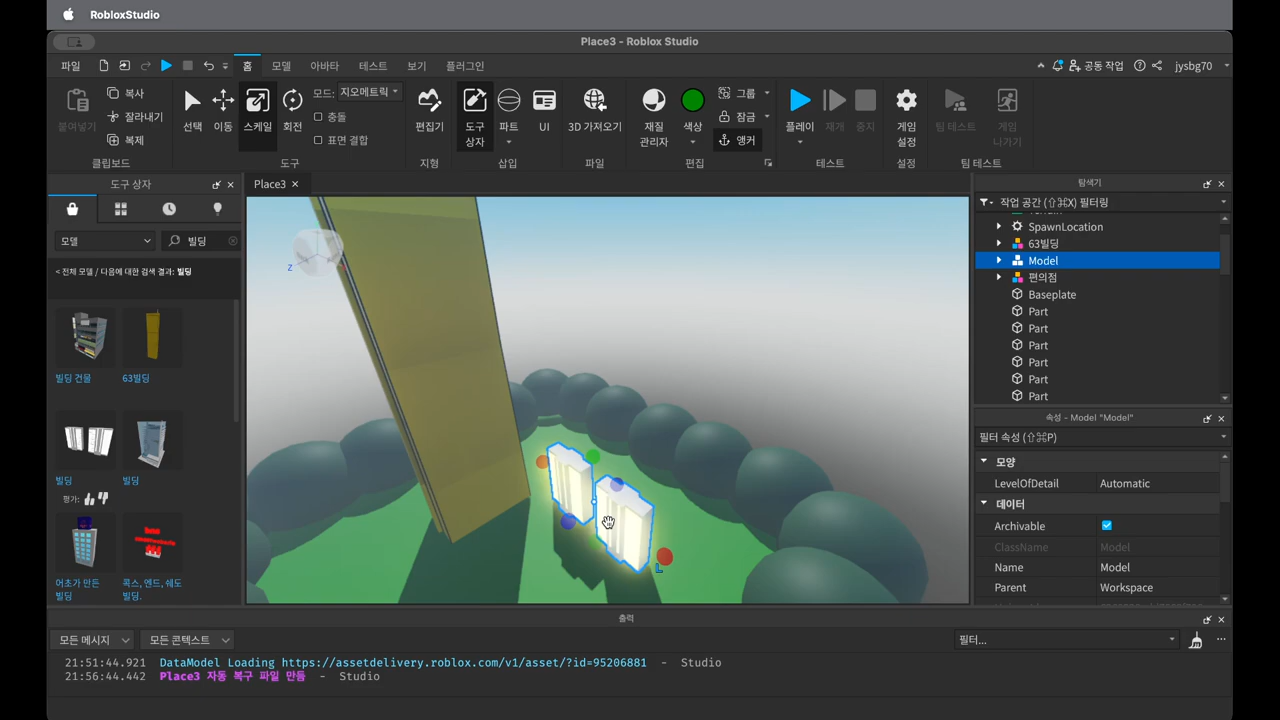 RobloxStudio
Place3 - Roblox Studio
파일
홈
모델
아바타
테스트
보기
플러그인
공동 작업
jysbg70
붙여넣기
복사
잘라내기
복제
클립보드
선택
이동
스케일
회전
모드: 지오메트릭
충돌
표면 결합
도구
편집기
지형
도구
상자
파트
UI
삽입
3D 가져오기
파일
재질
관리자
색상
그룹
잠금
앵커
편집
플레이
재개
중지
테스트
게임
설정
설정
팀 테스트
게임
나가기
팀 테스트
도구 상자
모델
빌딩
< 전체 모델 / 다음에 대한 검색 결과: 빌딩
빌딩 건물
63빌딩
빌딩
빌딩
평가:
어초가 만든
빌딩
콕스, 엔드, 쉐도
빌딩.
Place3
Z
탐색기
작업 공간 (⇧⌘X) 필터링
SpawnLocation
63빌딩
Model
편의점
Baseplate
Part
Part
Part
Part
Part
Part
속성 - Model "Model"
필터 속성 (⇧⌘P)
모양
LevelOfDetail Automatic
데이터
Archivable
ClassName Model
Name Model
Parent Workspace
출력
모든 메시지
모든 콘텍스트
필터...
21:51:44.921 DataModel Loading https://assetdelivery.roblox.com/v1/asset/?id=95206881 - Studio
21:56:44.442 Place3 자동 복구 파일 만듦 - Studio